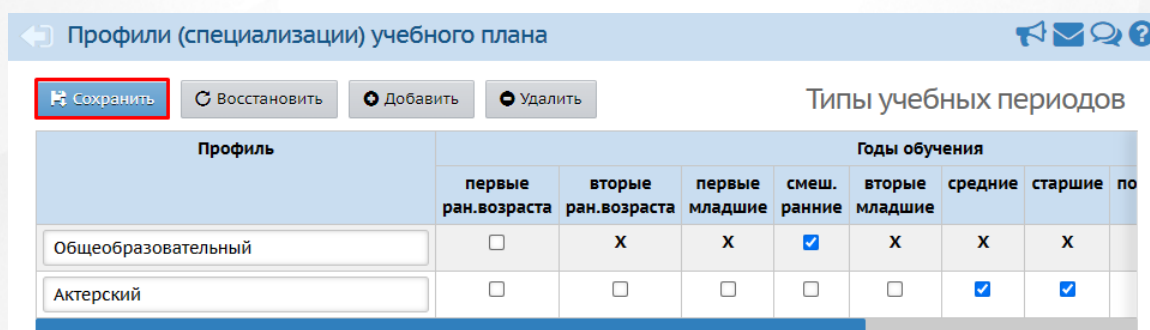 Профили (специализации) учебного плана
Сохранить Восстановить Добавить Удалить Типы учебных периодов
Профиль Годы обучения
первые вторые первые смеш. вторые средние старшие по
ран.возраста ран.возраста младшие ранние младшие
Общеобразовательный X X X X X
Актерский